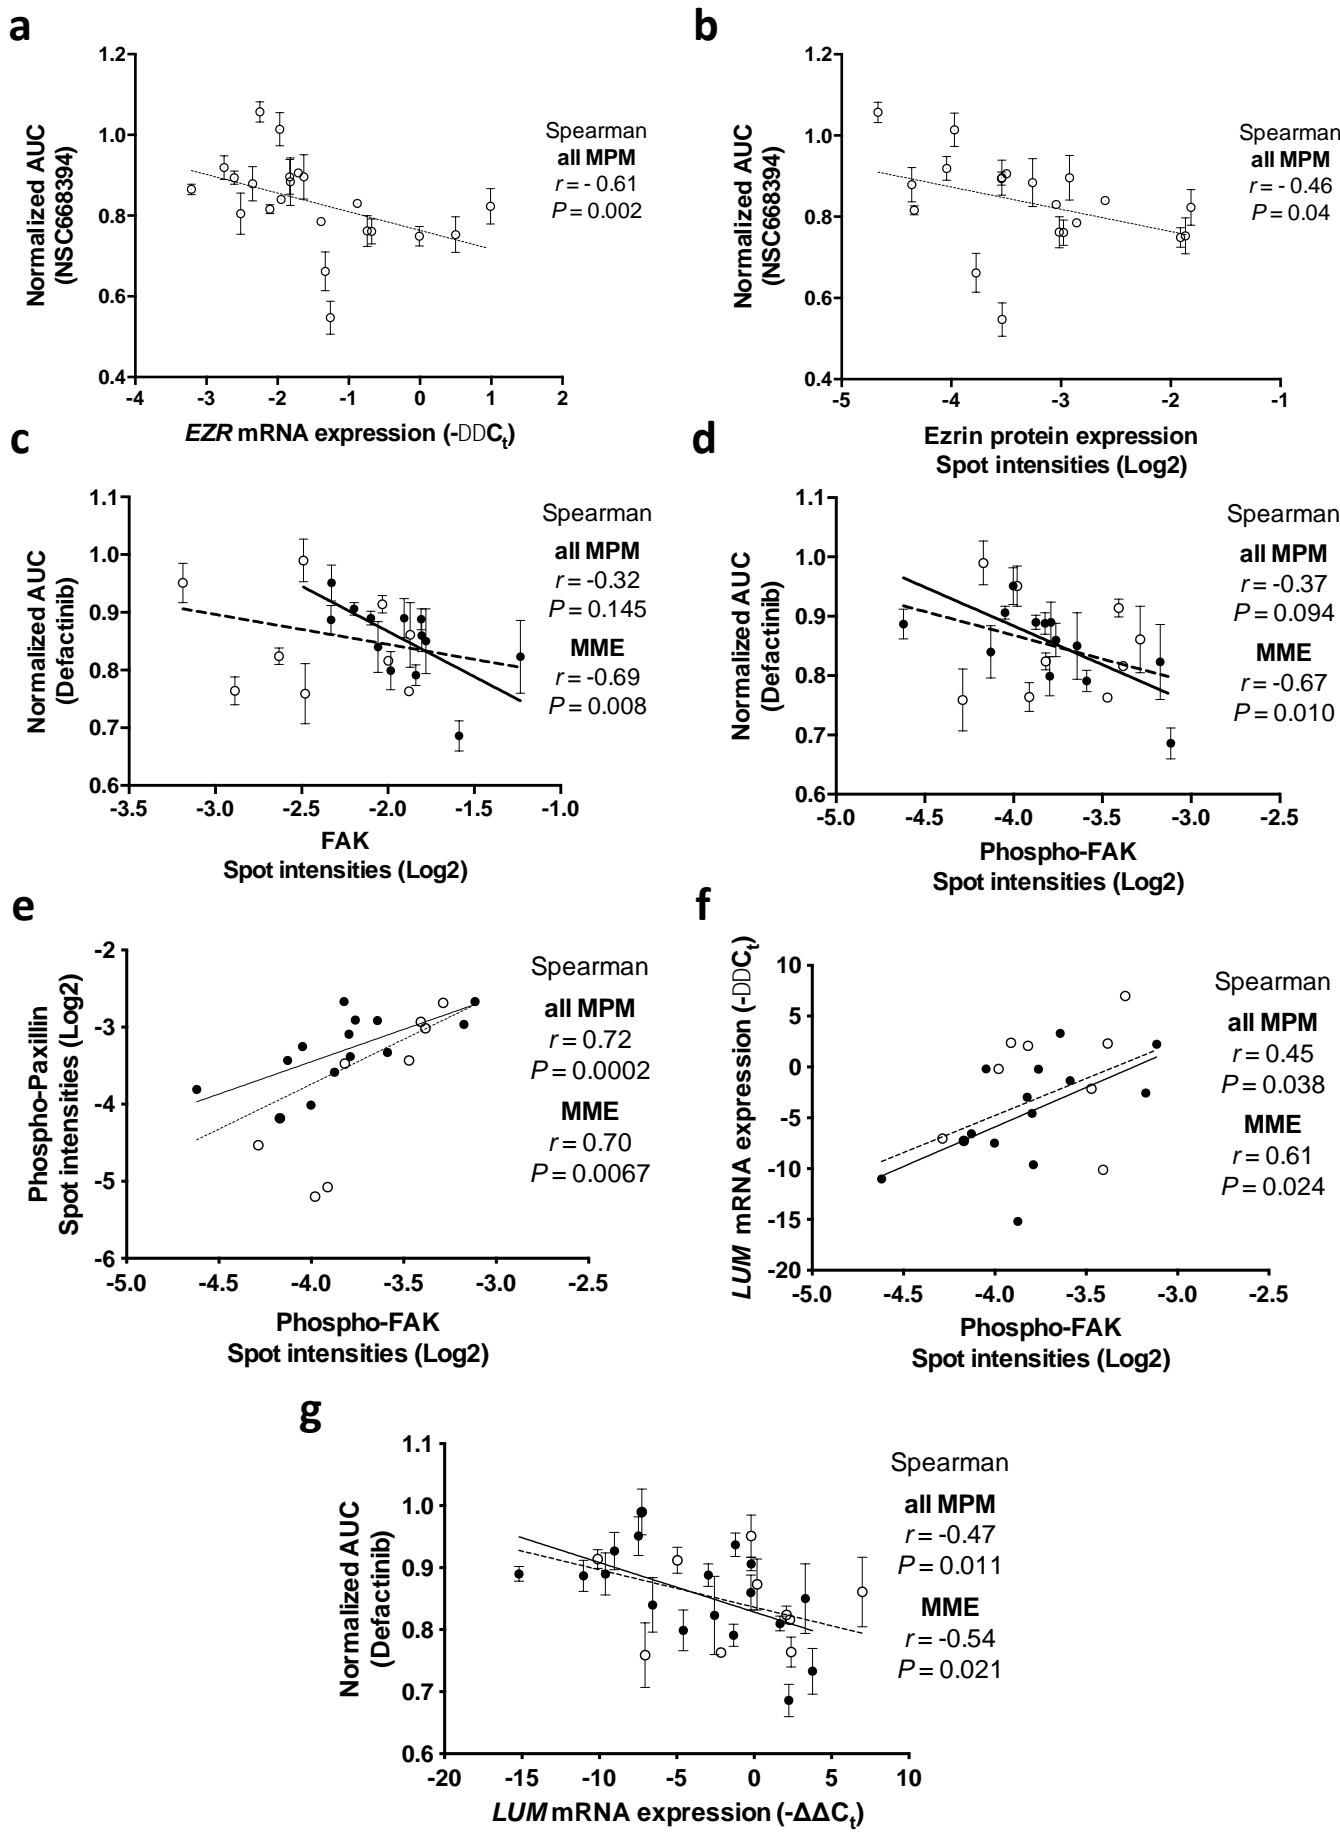 a
1.2
1.0
0.8
0.6
0.4
Normalized AUC
(NSC668394)
-4 -3 -2 -1 0 1 2
EZR mRNA expression (-□□Ct)
Spearman
all MPM
r = - 0.61
P = 0.002
b
1.2
1.0
0.8
0.6
0.4
Normalized AUC
(NSC668394)
-5 -4 -3 -2 -1
Ezrin protein expression
Spot intensities (Log2)
Spearman
all MPM
r = - 0.46
P = 0.04
c
1.1
1.0
0.9
0.8
0.7
0.6
Normalized AUC
(Defactinib)
-3.5 -3.0 -2.5 -2.0 -1.5 -1.0
FAK
Spot intensities (Log2)
Spearman
all MPM
r = -0.32
P = 0.145
MME
r = -0.69
P = 0.008
d
1.1
1.0
0.9
0.8
0.7
0.6
Normalized AUC
(Defactinib)
-5.0 -4.5 -4.0 -3.5 -3.0 -2.5
Phospho-FAK
Spot intensities (Log2)
Spearman
all MPM
r = -0.37
P = 0.094
MME
r = -0.67
P = 0.010
e
-2
-3
-4
-5
-6
Phospho-Paxillin
Spot intensities (Log2)
-5.0 -4.5 -4.0 -3.5 -3.0 -2.5
Phospho-FAK
Spot intensities (Log2)
Spearman
all MPM
r = 0.72
P = 0.0002
MME
r = 0.70
P = 0.0067
f
10
5
0
-5
-10
-15
-20
LUM mRNA expression (-□□Ct)
-5.0 -4.5 -4.0 -3.5 -3.0 -2.5
Phospho-FAK
Spot intensities (Log2)
Spearman
all MPM
r = 0.45
P = 0.038
MME
r = 0.61
P = 0.024
g
1.1
1.0
0.9
0.8
0.7
0.6
Normalized AUC
(Defactinib)
-20 -15 -10 -5 0 5 10
LUM mRNA expression (-ΔΔCt)
Spearman
all MPM
r = -0.47
P = 0.011
MME
r = -0.54
P = 0.021